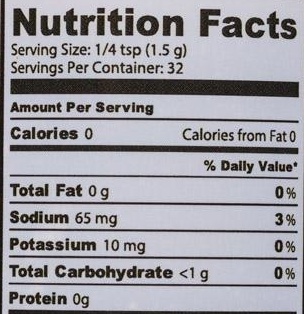 Nutrition Facts
Serving Size: 1/4 tsp (1.5 g)
Servings Per Container: 32
Amount Per Serving
Calories 0 Calories from Fat 0
% Daily Value*
Total Fat 0 g 0%
Sodium 65 mg 3%
Potassium 10 mg 0%
Total Carbohydrate <1 g 0%
Protein 0g